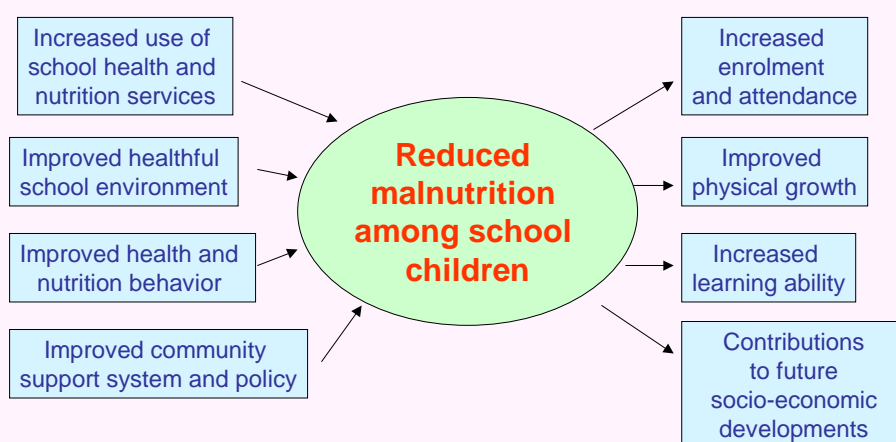 Increased use of
school health and
nutrition services
Improved healthful
school environment
Improved health and
nutrition behavior
Improved community
support system and policy
Reduced
malnutrition
among school
children
Increased
enrolment
and attendance
Improved
physical growth
Increased
learning ability
Contributions
to future
socio-economic
developments